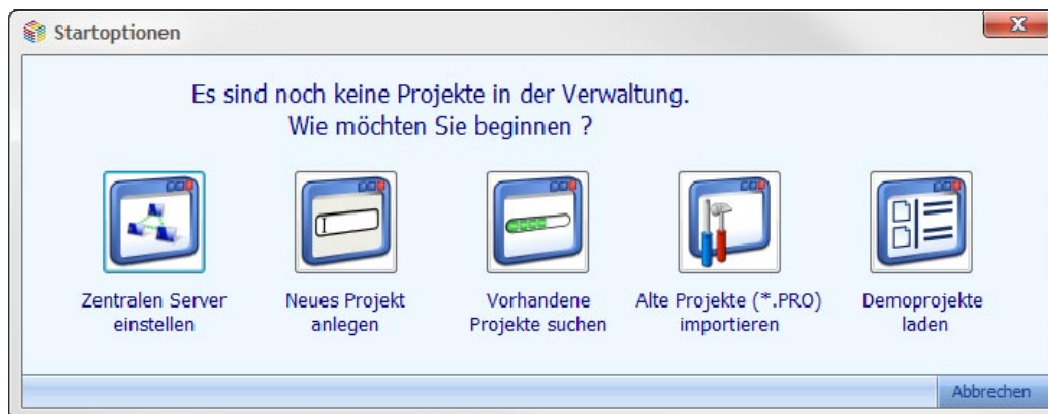 Startoptionen
Es sind noch keine Projekte in der Verwaltung.
Wie möchten Sie beginnen ?
Zentralen Server
einstellen
Neues Projekt
anlegen
Vorhandene
Projekte suchen
Alte Projekte (*.PRO)
importieren
Demoprojekte
laden
Abbrechen